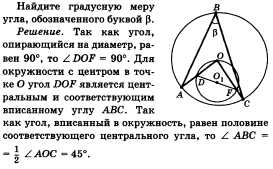 Найдите градусную меру
угла, обозначенного буквой β.
Решение. Так как угол,
опирающийся на диаметр, ра-
вен 90°, то ∠ DOF = 90°. Для
окружности с центром в точ-
ке O угол DOF является цент-
ральным и соответствующим
вписанному углу ABC. Так
как угол, вписанный в окружность, равен половине
соответствующего центрального угла, то ∠ ABC =
= 1/2 ∠ AOC = 45°.
B
β
O
D
O₁
F
A
C